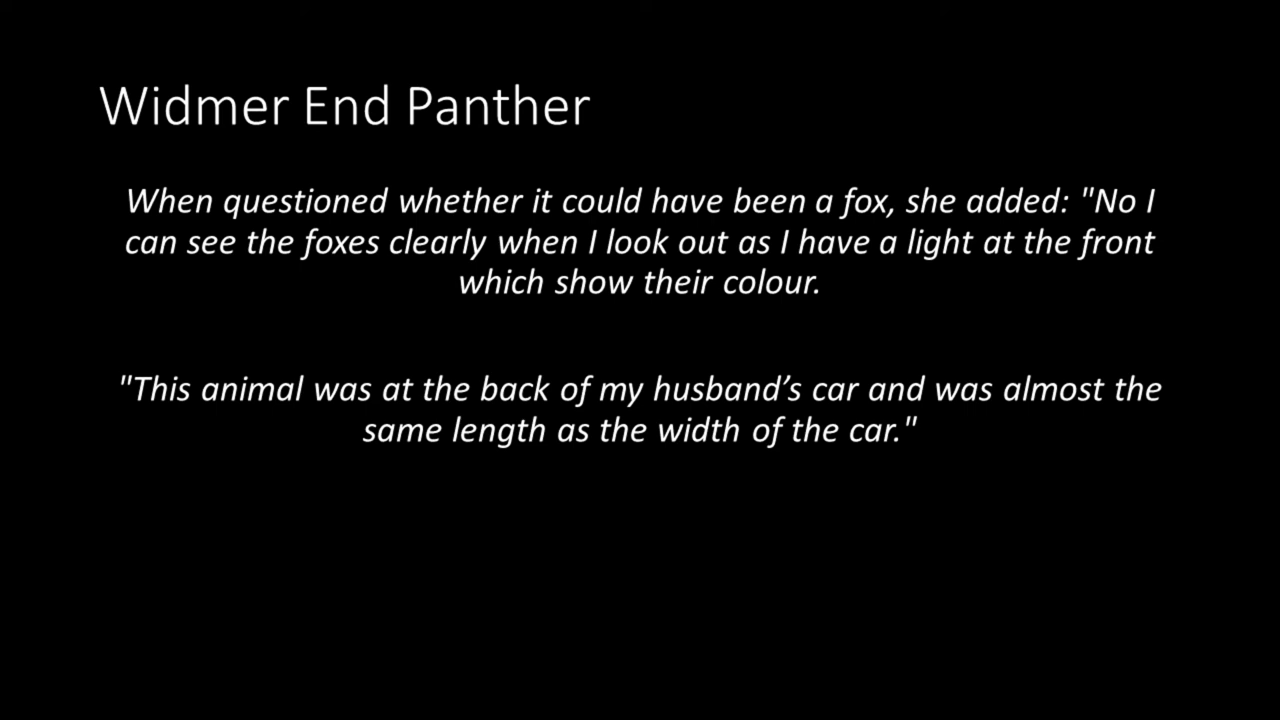 Widmer End Panther
When questioned whether it could have been a fox, she added: "No I
can see the foxes clearly when I look out as I have a light at the front
which show their colour.
"This animal was at the back of my husband’s car and was almost the
same length as the width of the car."